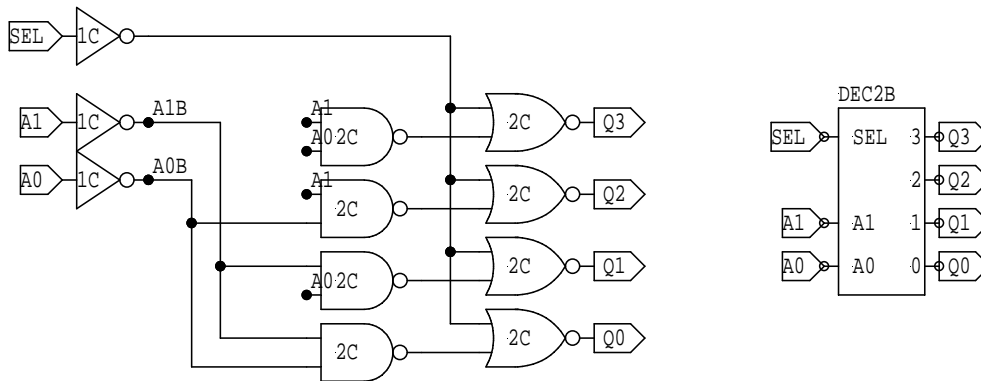 SEL 1C
DEC2B
A1 1C A1B A1 A0 2C 2C Q3 SEL SEL 3 Q3
A0 1C A0B A1 2C 2C Q2 2 Q2
A1 A1 1 Q1
A0 2C 2C Q1 A0 A0 0 Q0
2C 2C Q0